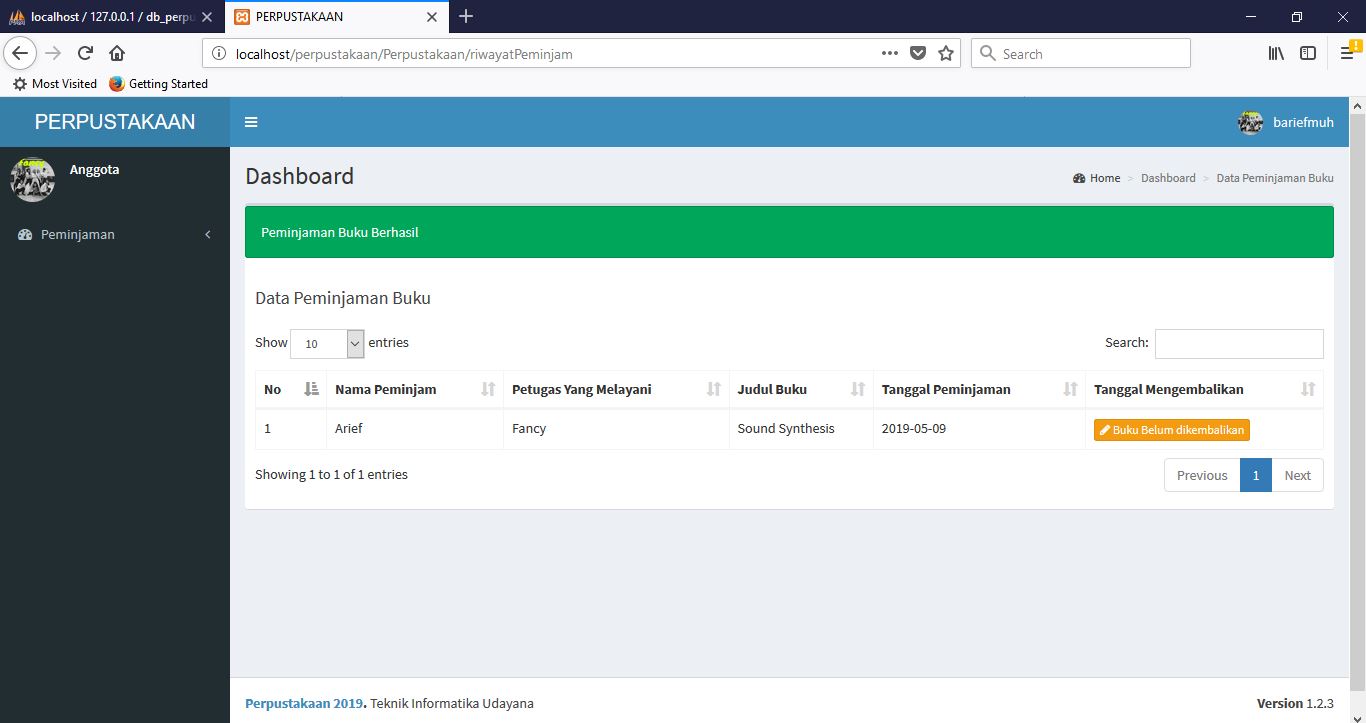 localhost / 127.0.0.1 / db_perpu
PERPUSTAKAAN
localhost/perpustakaan/Perpustakaan/riwayatPeminjam
Search
Most Visited Getting Started
PERPUSTAKAAN
bariefmuh
Anggota
Peminjaman
Dashboard
Home > Dashboard > Data Peminjaman Buku
Peminjaman Buku Berhasil
Data Peminjaman Buku
Show 10 entries
Search:
No Nama Peminjam Petugas Yang Melayani Judul Buku Tanggal Peminjaman Tanggal Mengembalikan
1 Arief Fancy Sound Synthesis 2019-05-09 Buku Belum dikembalikan
Showing 1 to 1 of 1 entries
Previous 1 Next
Perpustakaan 2019. Teknik Informatika Udayana
Version 1.2.3